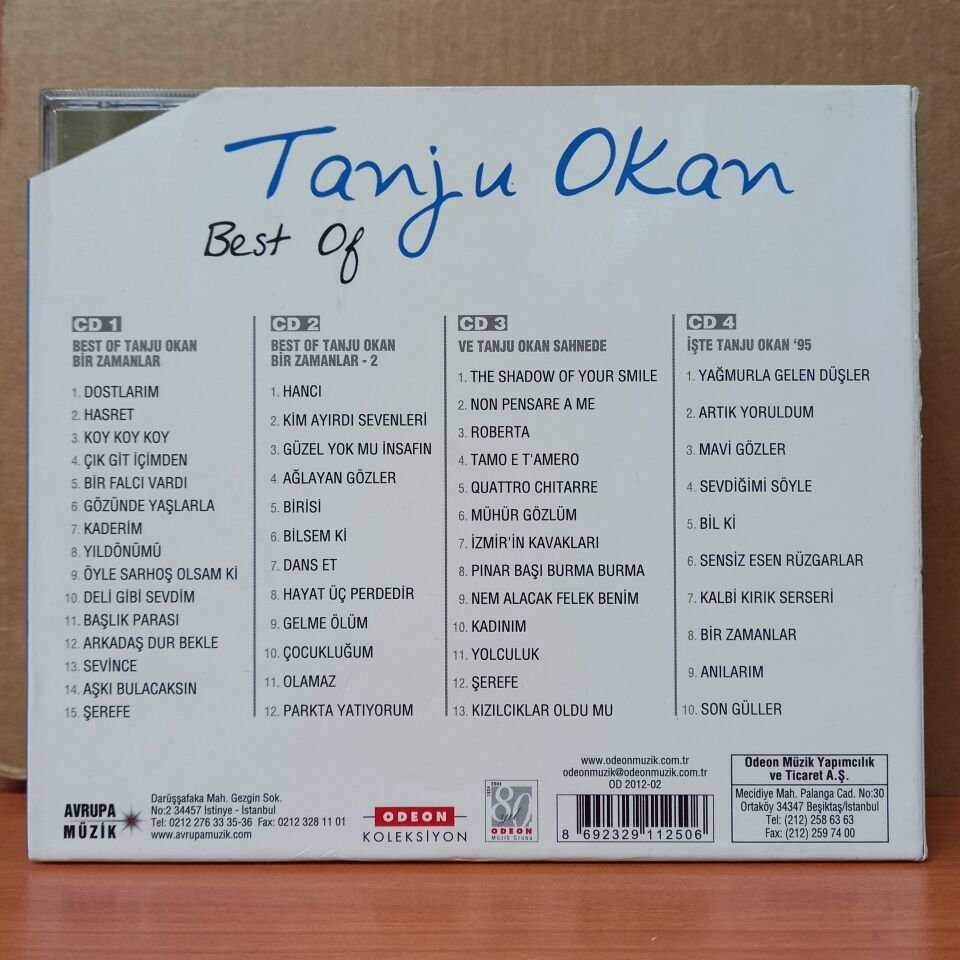 Tanju Okan
Best Of
CD 1
BEST OF TANJU OKAN
BİR ZAMANLAR
1. DOSTLARIM
2. HASRET
3. KOY KOY KOY
4. ÇIK GİT İÇİMDEN
5. BİR FALCI VARDI
6. GÖZÜNDE YAŞLARLA
7. KADERİM
8. YILDÖNÜMÜ
9. ÖYLE SARHOŞ OLSAM Kİ
10. DELİ GİBİ SEVDİM
11. BAŞLIK PARASI
12. ARKADAŞ DUR BEKLE
13. SEVİNCE
14. AŞKI BULACAKSIN
15. ŞEREFE
CD 2
BEST OF TANJU OKAN
BİR ZAMANLAR - 2
1. HANCI
2. KİM AYIRDI SEVENLERİ
3. GÜZEL YOK MU İNSAFIN
4. AĞLAYAN GÖZLER
5. BİRİSİ
6. BİLSEM Kİ
7. DANS ET
8. HAYAT ÜÇ PERDEDİR
9. GELME ÖLÜM
10. ÇOCUKLUĞUM
11. OLAMAZ
12. PARKTA YATIYORUM
CD 3
VE TANJU OKAN SAHNEDE
1. THE SHADOW OF YOUR SMILE
2. NON PENSARE A ME
3. ROBERTA
4. TAMO E T'AMERO
5. QUATTRO CHITARRE
6. MÜHÜR GÖZLÜM
7. İZMİR'İN KAVAKLARI
8. PINAR BAŞI BURMA BURMA
9. NEM ALACAK FELEK BENİM
10. KADINIM
11. YOLCULUK
12. ŞEREFE
13. KIZILCIKLAR OLDU MU
CD 4
İŞTE TANJU OKAN '95
1. YAĞMURLA GELEN DÜŞLER
2. ARTIK YORULDUM
3. MAVİ GÖZLER
4. SEVDİĞİMİ SÖYLE
5. BİL Kİ
6. SENSİZ ESEN RÜZGARLAR
7. KALBİ KIRIK SERSERİ
8. BİR ZAMANLAR
9. ANILARIM
10. SON GÜLLER
AVRUPA
MÜZİK
Darüşşafaka Mah. Gezgin Sok.
No:2 34457 İstinye - İstanbul
Tel: 0212 276 33 35-36 Fax: 0212 328 11 01
www.avrupamuzik.com
ODEON
KOLEKSİYON
1924 2004
80
yıl
ODEON
Müzik Grubu
www.odeonmuzik.com.tr
odeonmuzik@odeonmuzik.com.tr
OD 2012-02
8 692329 112506
Odeon Müzik Yapımcılık
ve Ticaret A.Ş.
Mecidiye Mah. Palanga Cad. No:30
Ortaköy 34347 Beşiktaş/İstanbul
Tel: (212) 258 63 63
Fax: (212) 259 74 00